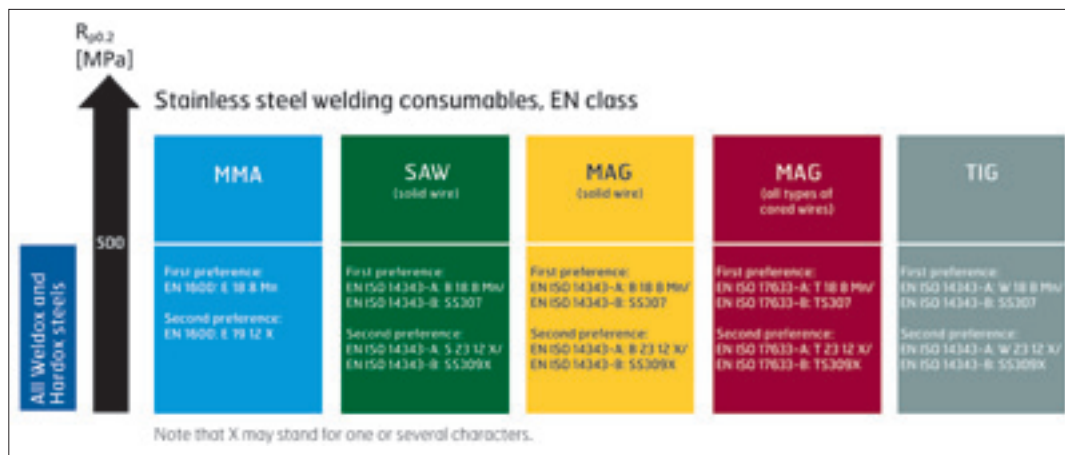 Rp0.2
[MPa]
Stainless steel welding consumables, EN class
MMA
SAW
(solid wire)
MAG
(solid wire)
MAG
(all types of
cored wires)
TIG
500
All Weldox and
Hardox steels
First preference:
EN 1600: E 18 8 Mn
Second preference:
EN 1600: E 19 12 X
First preference:
EN ISO 14343-A: B 18 8 Mn/
EN ISO 14343-B: SS307
Second preference:
EN ISO 14343-A: S 23 12 X/
EN ISO 14343-B: SS309X
First preference:
EN ISO 14343-A: B 18 8 Mn/
EN ISO 14343-B: SS307
Second preference:
EN ISO 14343-A: B 23 12 X/
EN ISO 14343-B: SS309X
First preference:
EN ISO 17633-A: T 18 8 Mn/
EN ISO 17633-B: TS307
Second preference:
EN ISO 17633-A: T 23 12 X/
EN ISO 17633-B: TS309X
First preference:
EN ISO 14343-A: W 18 8 Mn/
EN ISO 14343-B: SS307
Second preference:
EN ISO 14343-A: W 23 12 X/
EN ISO 14343-B: SS309X
Note that X may stand for one or several characters.